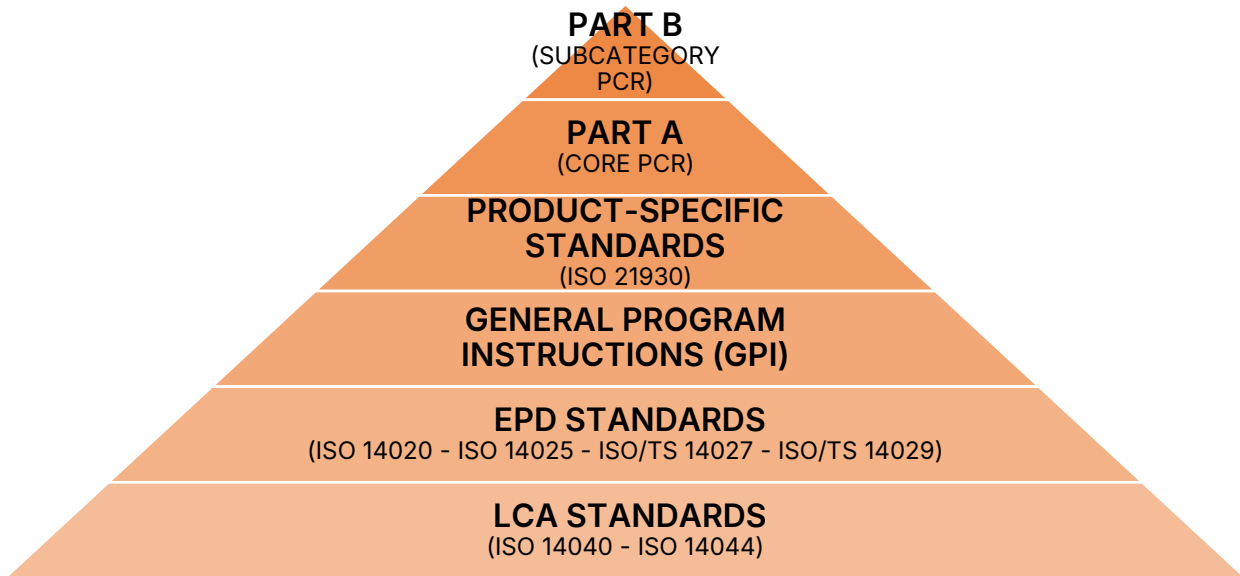 PART B
(SUBCATEGORY
PCR)
PART A
(CORE PCR)
PRODUCT-SPECIFIC
STANDARDS
(ISO 21930)
GENERAL PROGRAM
INSTRUCTIONS (GPI)
EPD STANDARDS
(ISO 14020 - ISO 14025 - ISO/TS 14027 - ISO/TS 14029)
LCA STANDARDS
(ISO 14040 - ISO 14044)